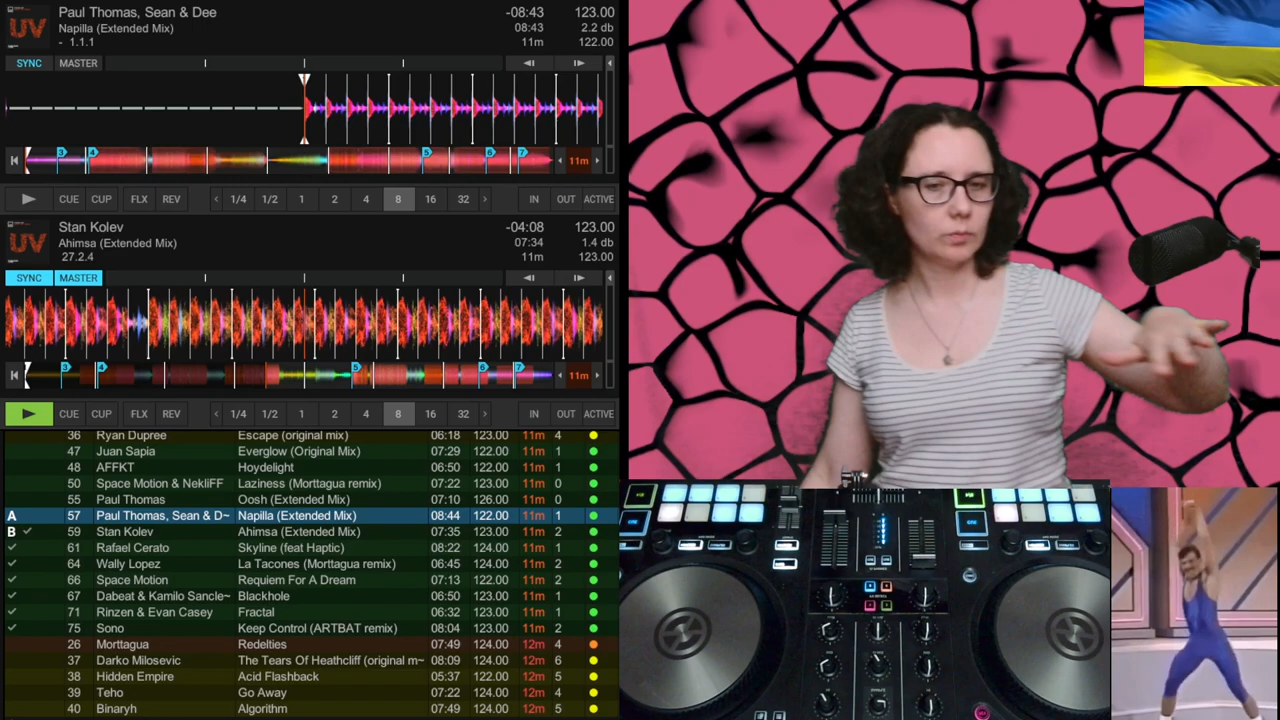 Paul Thomas, Sean & Dee -08:43 123.00
UV Napilla (Extended Mix) 08:43 2.2 db
- 1.1.1 11m 122.00
SYNC MASTER
3 4 5 6 7 11m
CUE CUP FLX REV 1/4 1/2 1 2 4 8 16 32 IN OUT ACTIVE
Stan Kolev -04:08 123.00
UV Ahimsa (Extended Mix) 07:34 1.4 db
27.2.4 11m 123.00
SYNC MASTER
3 4 5 6 7 11m
CUE CUP FLX REV 1/4 1/2 1 2 4 8 16 32 IN OUT ACTIVE
36 Ryan Dupree Escape (original mix) 06:18 123.00 11m 4
47 Juan Sapia Everglow (Original Mix) 07:29 122.00 11m 1
48 AFFKT Hoydelight 06:50 122.00 11m 1
50 Space Motion & NekliFF Laziness (Morttagua remix) 07:22 123.00 11m 0
55 Paul Thomas Oosh (Extended Mix) 07:10 126.00 11m 0
A 57 Paul Thomas, Sean & D~ Napilla (Extended Mix) 08:44 122.00 11m 1
B 59 Stan Kolev Ahimsa (Extended Mix) 07:35 123.00 11m 2
61 Rafael Cerato Skyline (feat Haptic) 08:22 124.00 11m 1
64 Wally Lopez La Tacones (Morttagua remix) 06:45 124.00 11m 2
66 Space Motion Requiem For A Dream 07:13 122.00 11m 2
67 Dabeat & Kamilo Sancle~ Blackhole 06:50 123.00 11m 1
71 Rinzen & Evan Casey Fractal 06:32 123.00 11m 1
75 Sono Keep Control (ARTBAT remix) 08:04 123.00 11m 2
26 Morttagua Redelties 07:49 124.00 12m 4
37 Darko Milosevic The Tears Of Heathcliff (original m~ 08:09 124.00 12m 6
38 Hidden Empire Acid Flashback 05:37 122.00 12m 5
39 Teho Go Away 07:22 124.00 12m 4
40 Binaryh Algorithm 07:49 124.00 12m 5